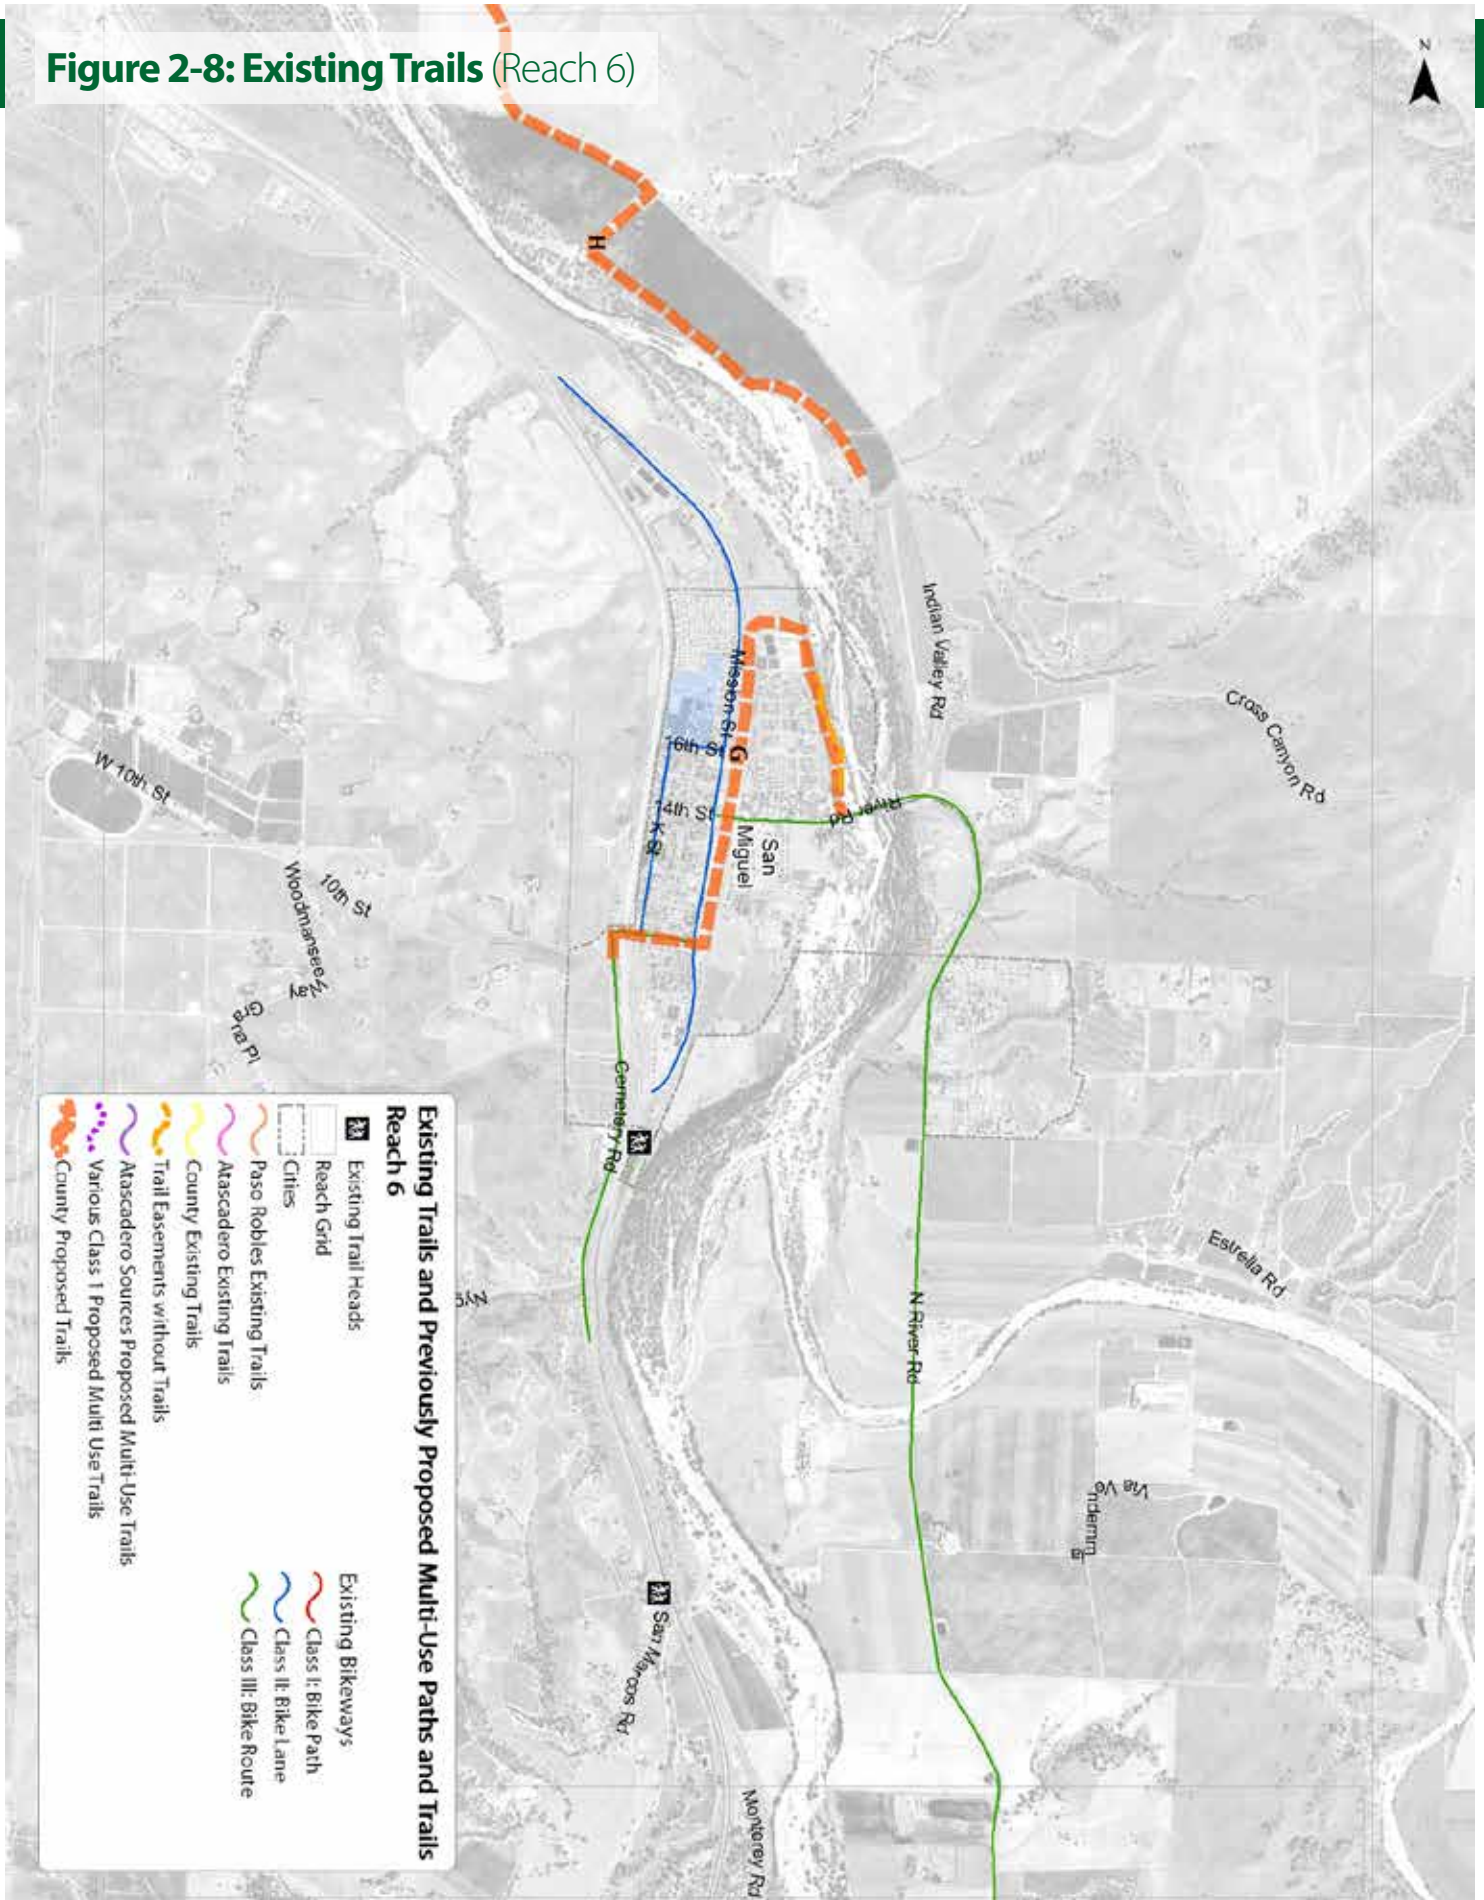 Figure 2-8: Existing Trails (Reach 6)
N
H
Indian Valley Rd
Cross Canyon Rd
Mission St
G
16th St
14th St
K St
River Rd
San
Miguel
W 10th St
10th St
Woodmansee
Way
Cemetery Rd
Estrella Rd
N River Rd
San Marcos Rd
Monterey Rd
Existing Trails and Previously Proposed Multi-Use Paths and Trails
Reach 6
Existing Trail Heads
Reach Grid
Cities
Paso Robles Existing Trails
Atascadero Existing Trails
County Existing Trails
Trail Easements without Trails
Atascadero Sources Proposed Multi-Use Trails
Various Class 1 Proposed Multi Use Trails
County Proposed Trails
Existing Bikeways
Class I: Bike Path
Class II: Bike Lane
Class III: Bike Route